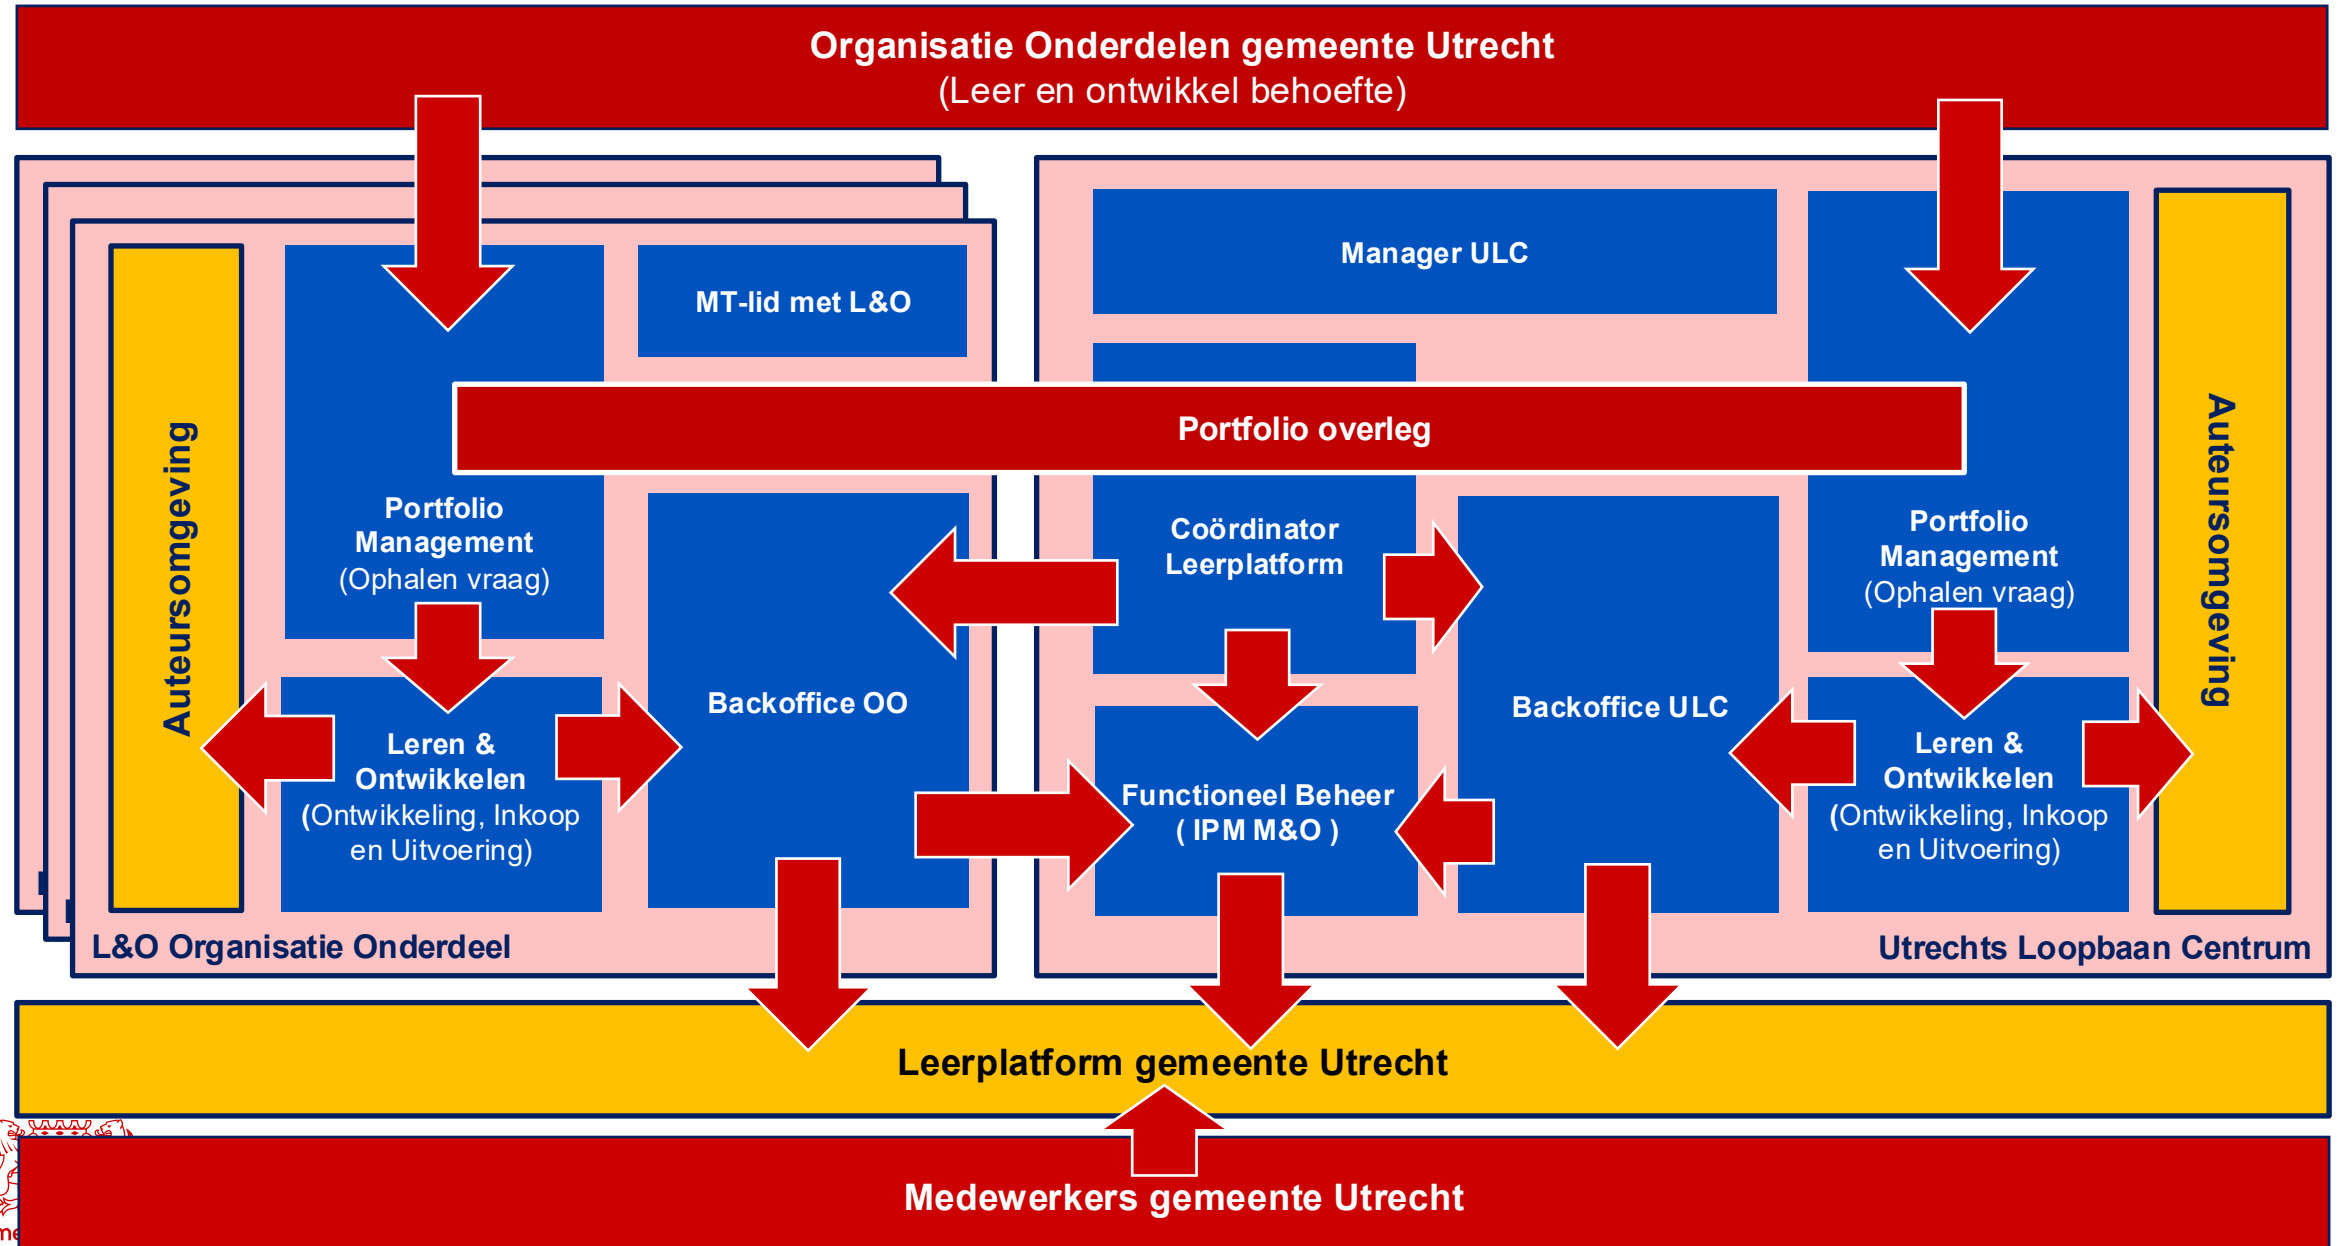 Organisatie Onderdelen gemeente Utrecht
(Leer en ontwikkel behoefte)
Auteursomgeving
MT-lid met L&O
Manager ULC
Auteursomgeving
Portfolio overleg
Portfolio
Management
(Ophalen vraag)
Coördinator
Leerplatform
Portfolio
Management
(Ophalen vraag)
Leren &
Ontwikkelen
(Ontwikkeling, Inkoop
en Uitvoering)
Backoffice OO
Functioneel Beheer
( IPM M&O )
Backoffice ULC
Leren &
Ontwikkelen
(Ontwikkeling, Inkoop
en Uitvoering)
L&O Organisatie Onderdeel
Utrechts Loopbaan Centrum
Leerplatform gemeente Utrecht
Medewerkers gemeente Utrecht